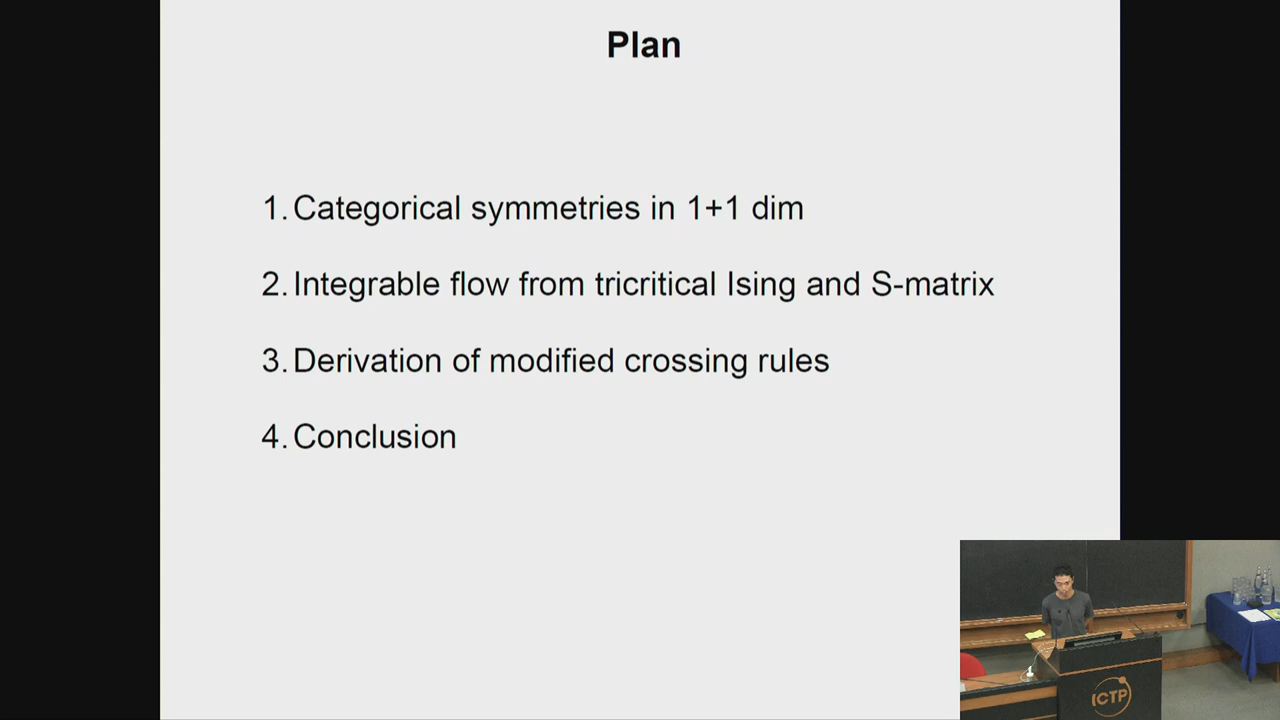 Plan
1. Categorical symmetries in 1+1 dim
2. Integrable flow from tricritical Ising and S-matrix
3. Derivation of modified crossing rules
4. Conclusion
ICTP